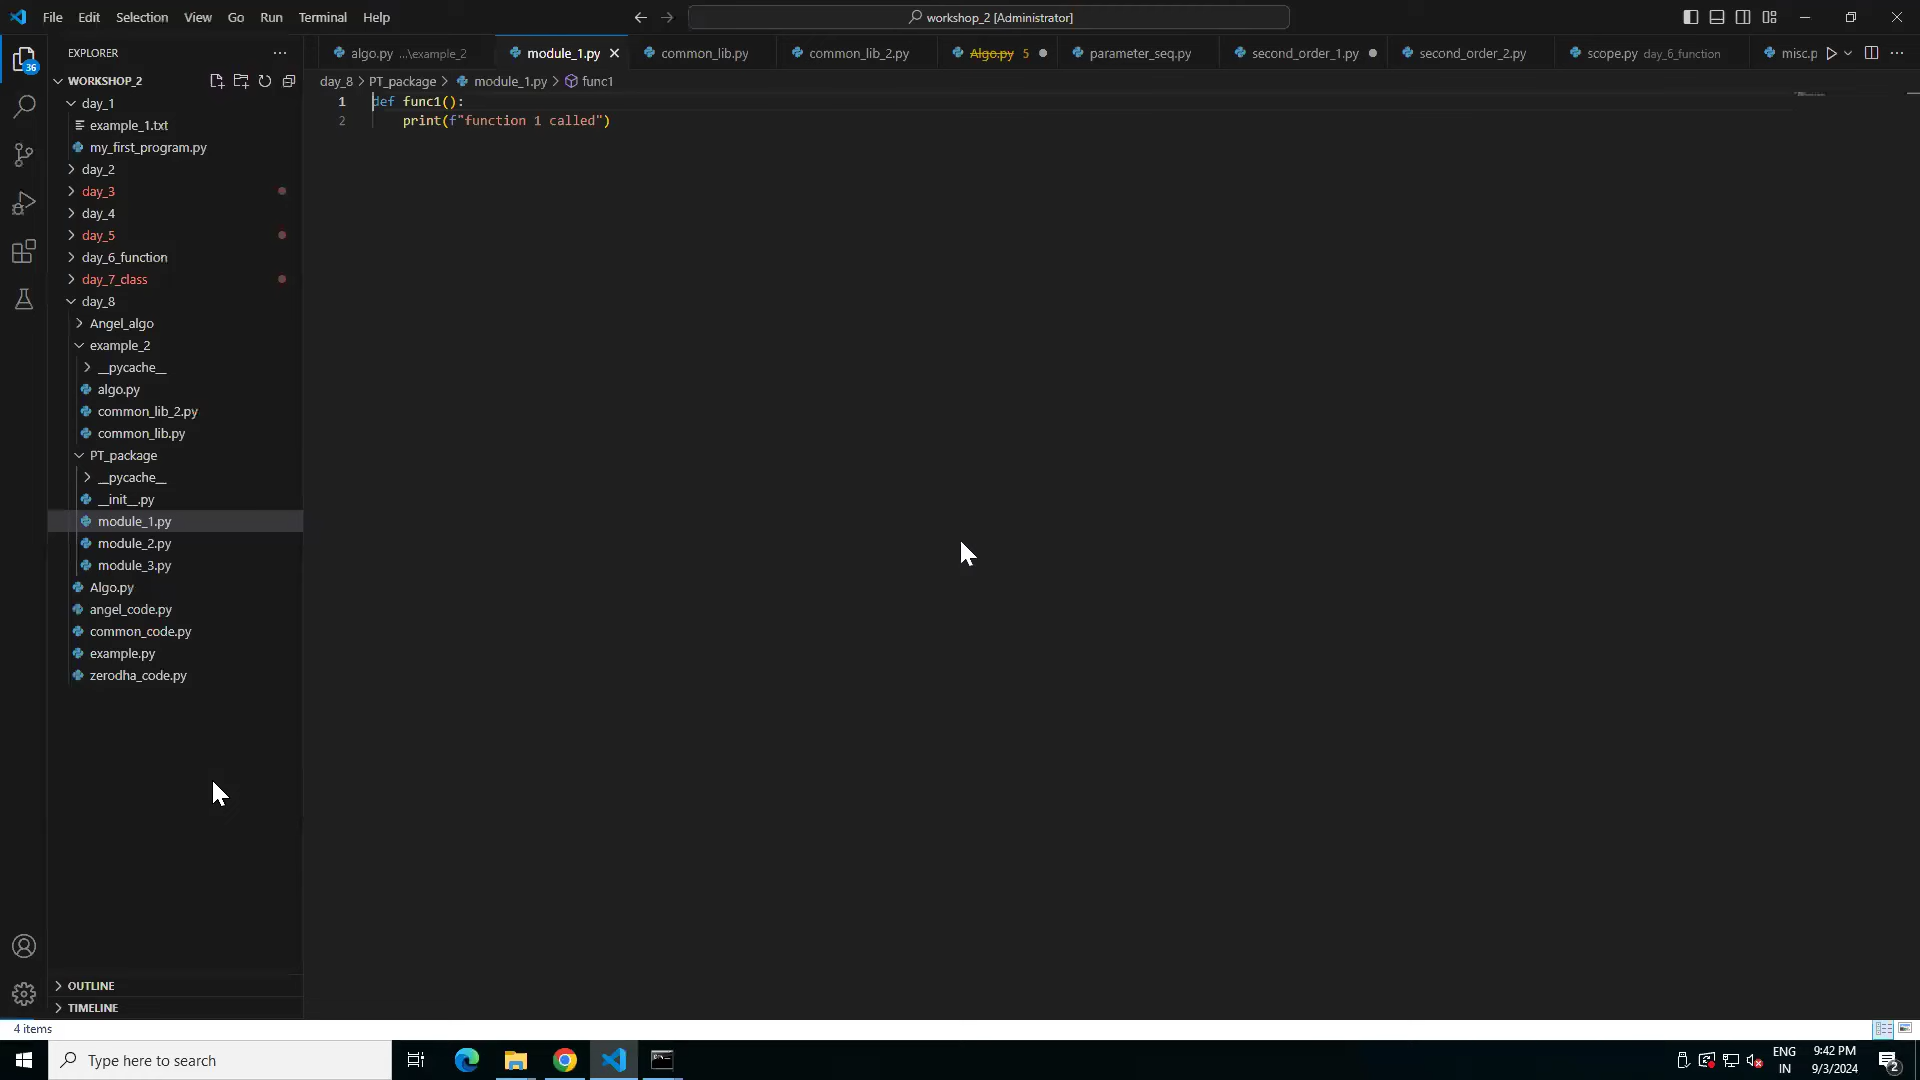 File Edit Selection View Go Run Terminal Help
workshop_2 [Administrator]
EXPLORER
algo.py ...\example_2
module_1.py
common_lib.py
common_lib_2.py
Algo.py 5
parameter_seq.py
second_order_1.py
second_order_2.py
scope.py day_6_function
misc.p
36
WORKSHOP_2
day_8 > PT_package > module_1.py > func1
day_1
example_1.txt
my_first_program.py
day_2
day_3
day_4
day_5
day_6_function
day_7_class
day_8
Angel_algo
example_2
__pycache__
algo.py
common_lib_2.py
common_lib.py
PT_package
__pycache__
__init__.py
module_1.py
module_2.py
module_3.py
Algo.py
angel_code.py
common_code.py
example.py
zerodha_code.py
1 def func1():
2 print(f"function 1 called")
OUTLINE
TIMELINE
4 items
Type here to search
ENG
IN
9:42 PM
9/3/2024
2